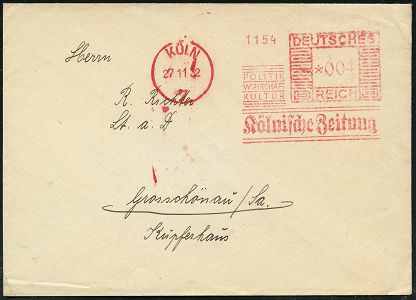 Herrn
R. Richter
Lt. a. D
Grosschönau/Sa.
Kupferhaus
KÖLN
27 11 2
1
1154
DEUTSCHES
*004
REICH
POLITIK
WIRTSCHAFT
KULTUR
Kölnische Zeitung